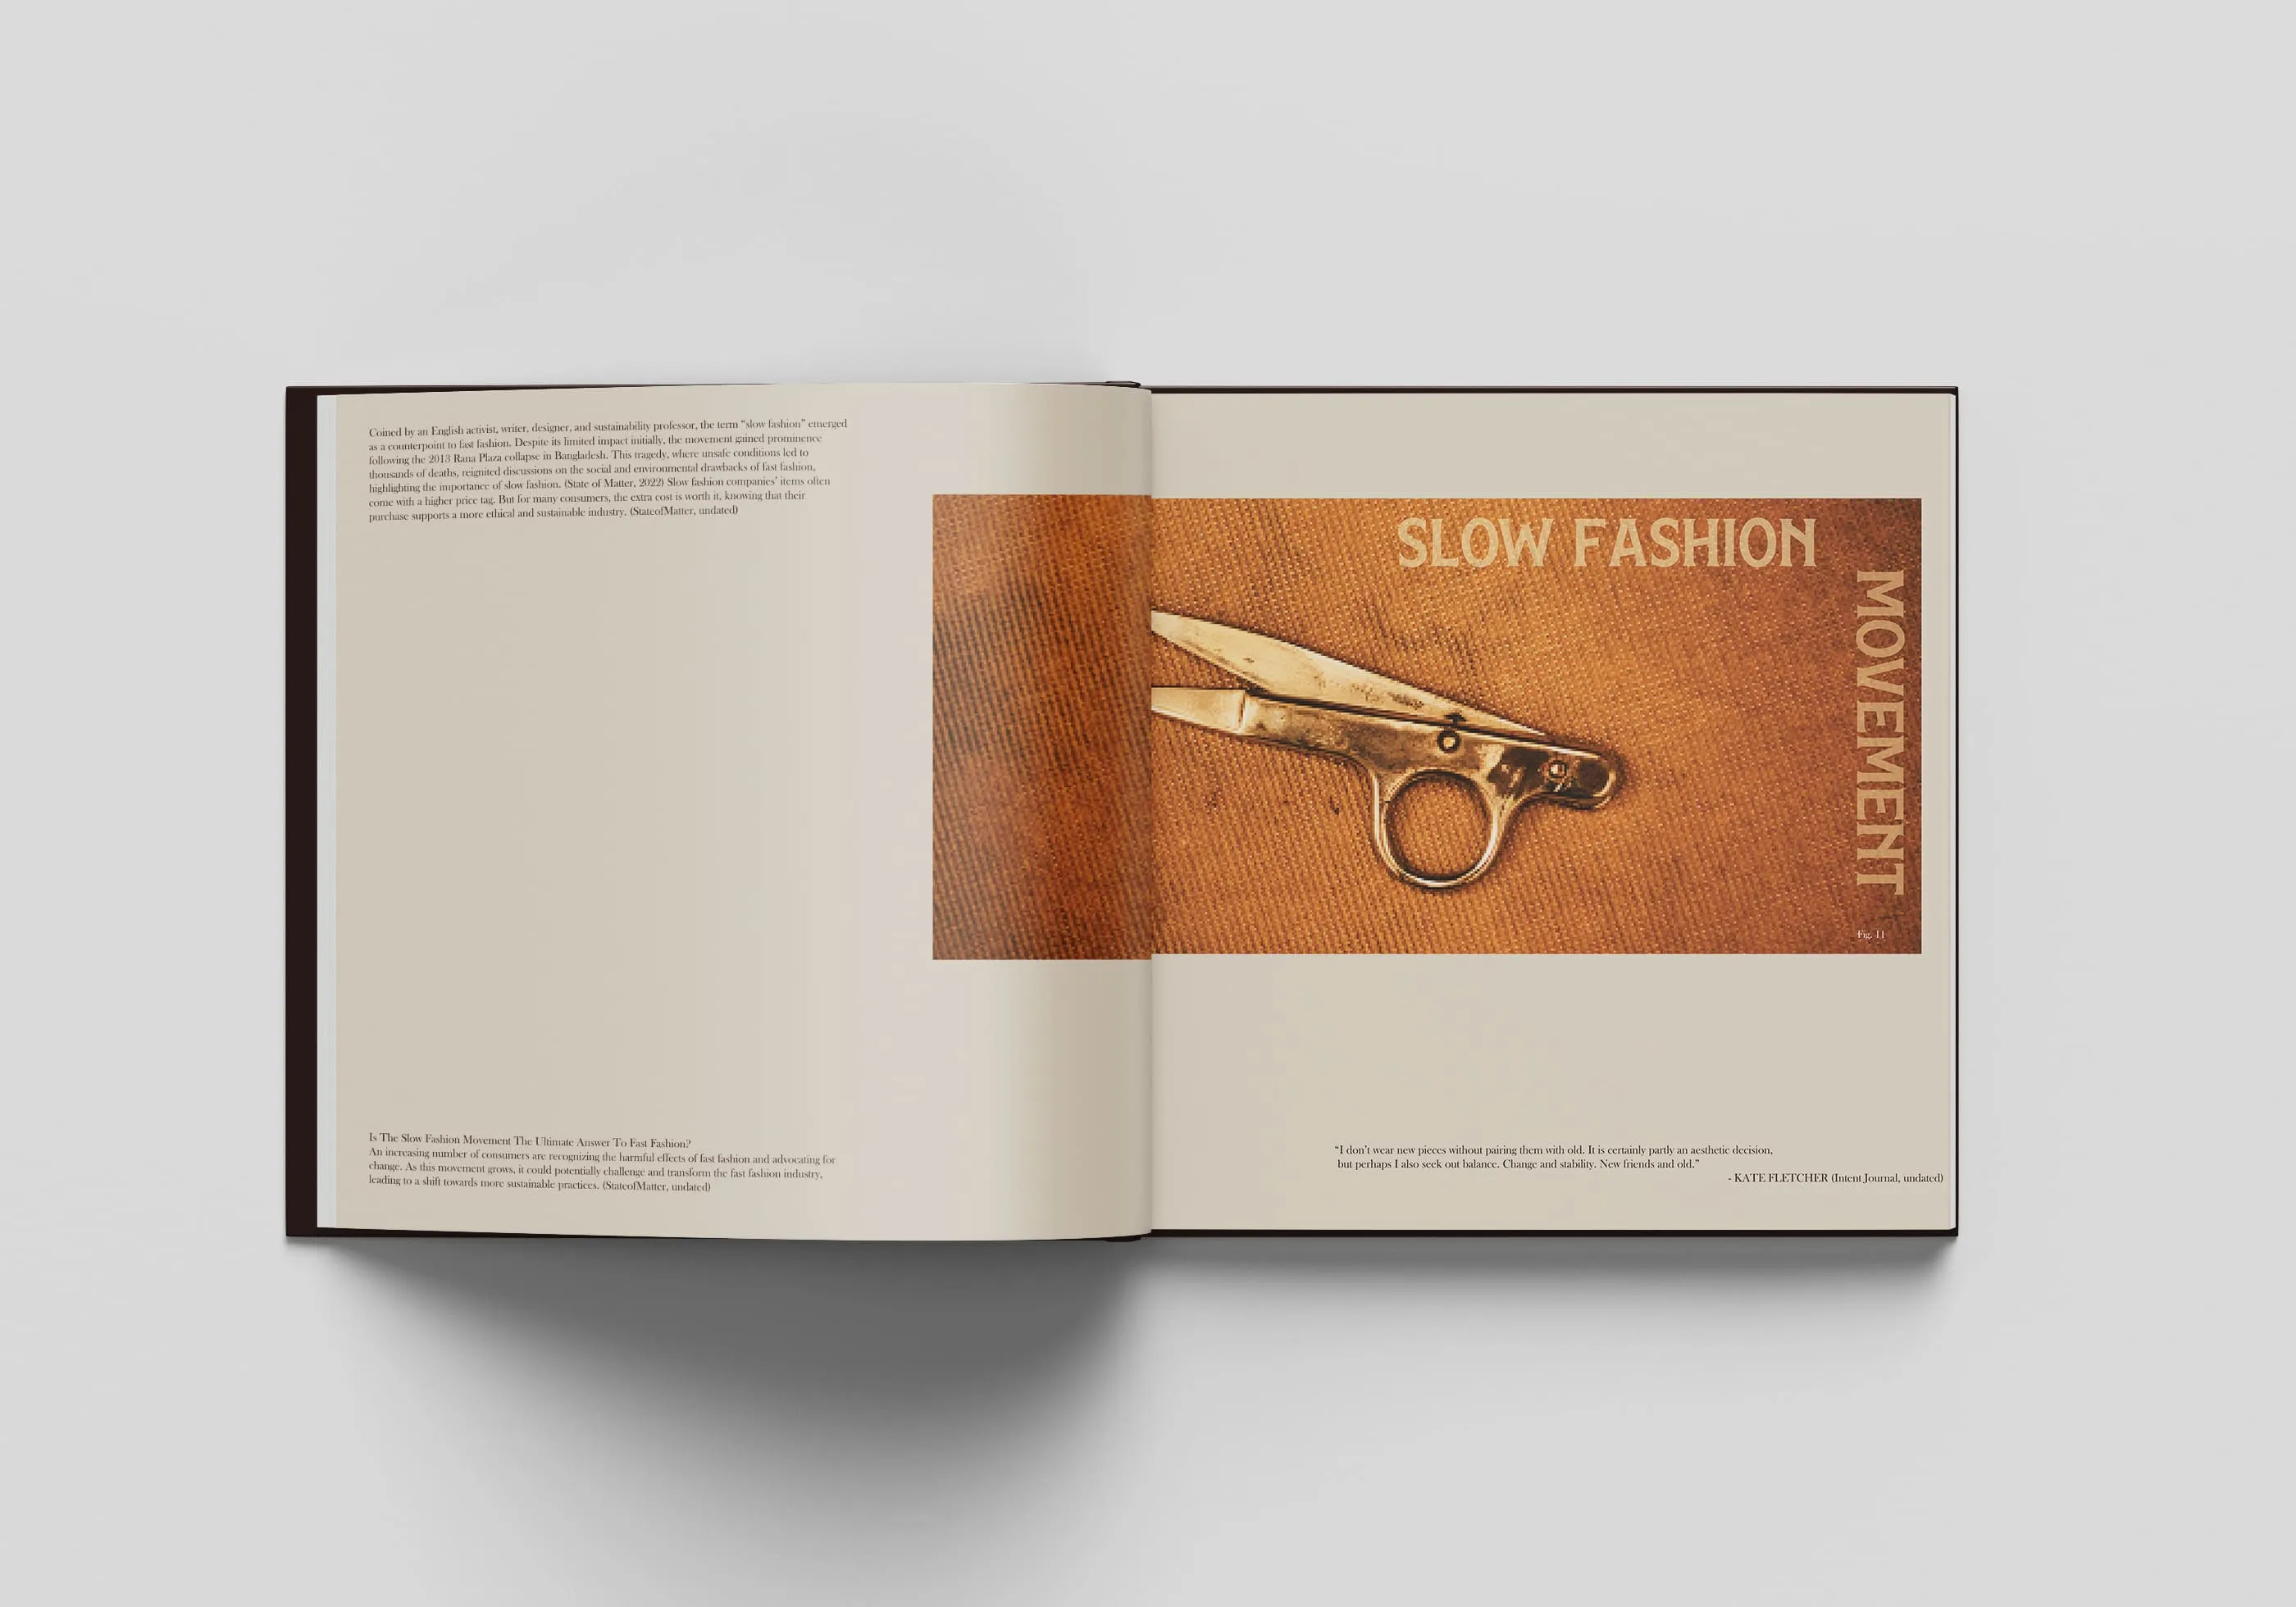 Coined by an English activist, writer, designer, and sustainability professor, the term “slow fashion” emerged
as a counterpoint to fast fashion. Despite its limited impact initially, the movement gained prominence
following the 2013 Rana Plaza collapse in Bangladesh. This tragedy, where unsafe conditions led to
thousands of deaths, reignited discussions on the social and environmental drawbacks of fast fashion,
highlighting the importance of slow fashion. (State of Matter, 2022) Slow fashion companies’ items often
come with a higher price tag. But for many consumers, the extra cost is worth it, knowing that their
purchase supports a more ethical and sustainable industry. (StateofMatter, undated)
Is The Slow Fashion Movement The Ultimate Answer To Fast Fashion?
An increasing number of consumers are recognizing the harmful effects of fast fashion and advocating for
change. As this movement grows, it could potentially challenge and transform the fast fashion industry,
leading to a shift towards more sustainable practices. (StateofMatter, undated)
SLOW FASHION
MOVEMENT
Fig. 11
“I don’t wear new pieces without pairing them with old. It is certainly partly an aesthetic decision,
but perhaps I also seek out balance. Change and stability. New friends and old.”
- KATE FLETCHER (Intent Journal, undated)